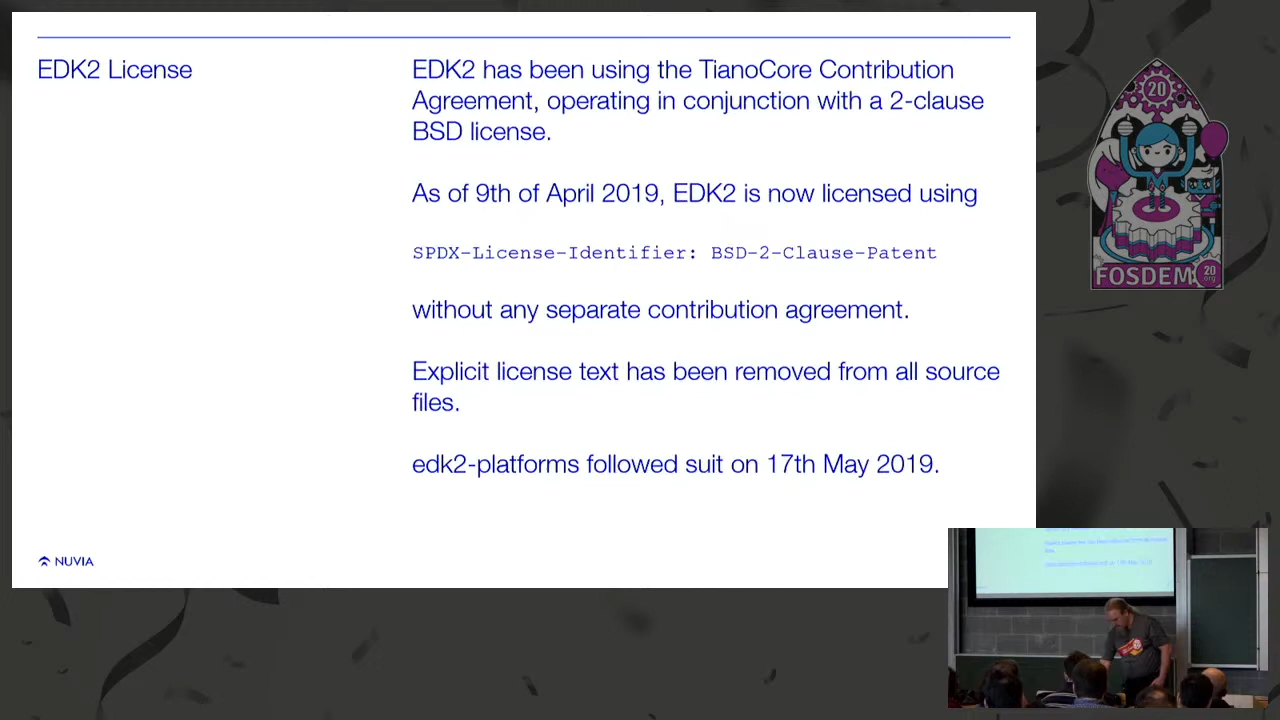 EDK2 License
EDK2 has been using the TianoCore Contribution
Agreement, operating in conjunction with a 2-clause
BSD license.
As of 9th of April 2019, EDK2 is now licensed using
SPDX-License-Identifier: BSD-2-Clause-Patent
without any separate contribution agreement.
Explicit license text has been removed from all source
files.
edk2-platforms followed suit on 17th May 2019.
NUVIA
20
FOSDEM
20
.org